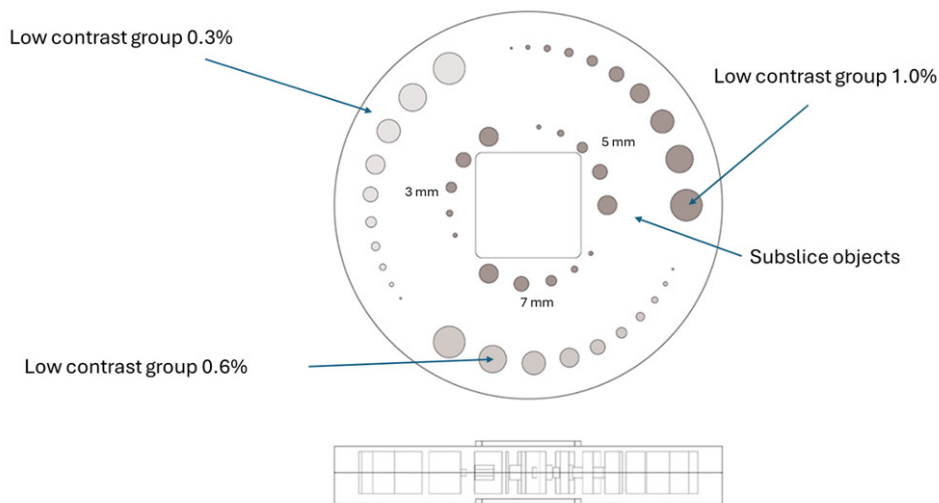 Low contrast group 0.3%
Low contrast group 1.0%
5 mm
3 mm
Subslice objects
7 mm
Low contrast group 0.6%